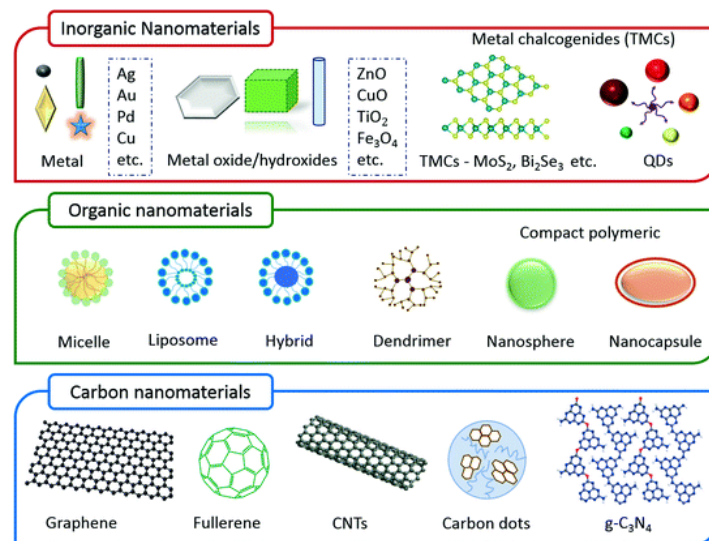 Inorganic Nanomaterials
Metal chalcogenides (TMCs)
Ag
Au
Pd
Cu
etc.
ZnO
CuO
TiO₂
Fe₃O₄
etc.
Metal
Metal oxide/hydroxides
TMCs - MoS₂, Bi₂Se₃ etc.
QDs
Organic nanomaterials
Compact polymeric
Micelle
Liposome
Hybrid
Dendrimer
Nanosphere
Nanocapsule
Carbon nanomaterials
Graphene
Fullerene
CNTs
Carbon dots
g-C₃N₄